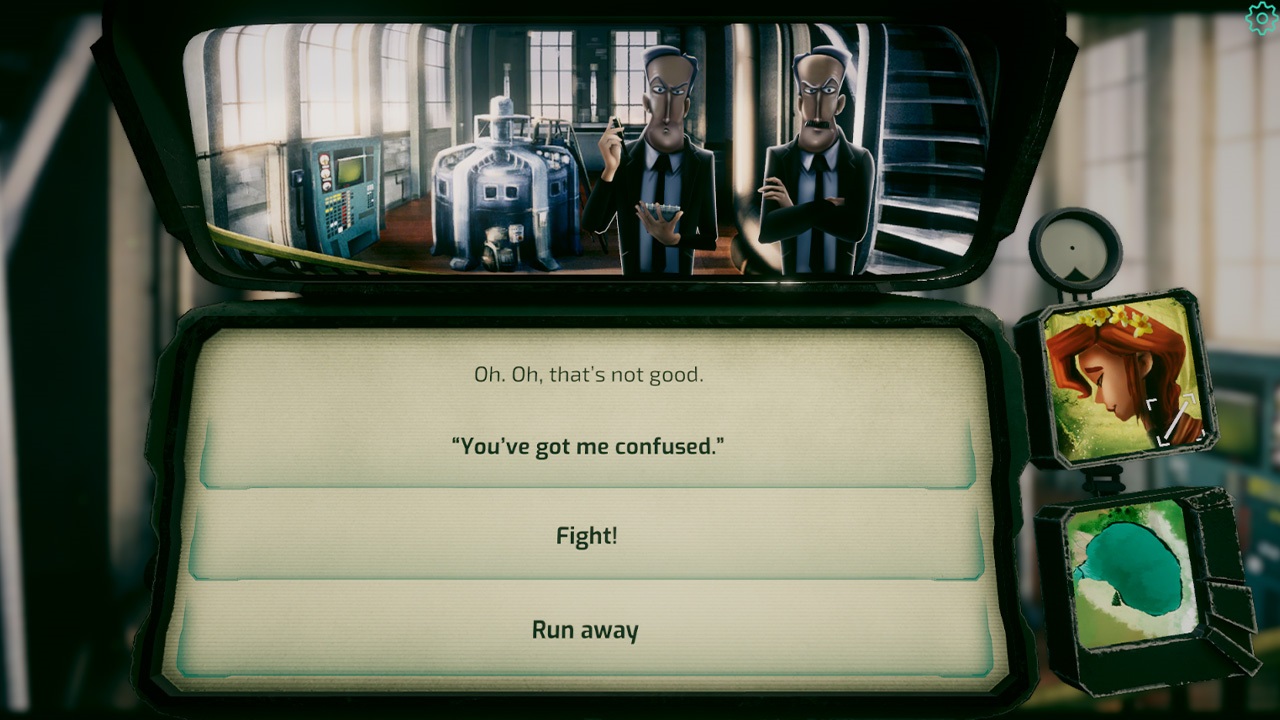 Oh. Oh, that's not good.
“You've got me confused.”
Fight!
Run away